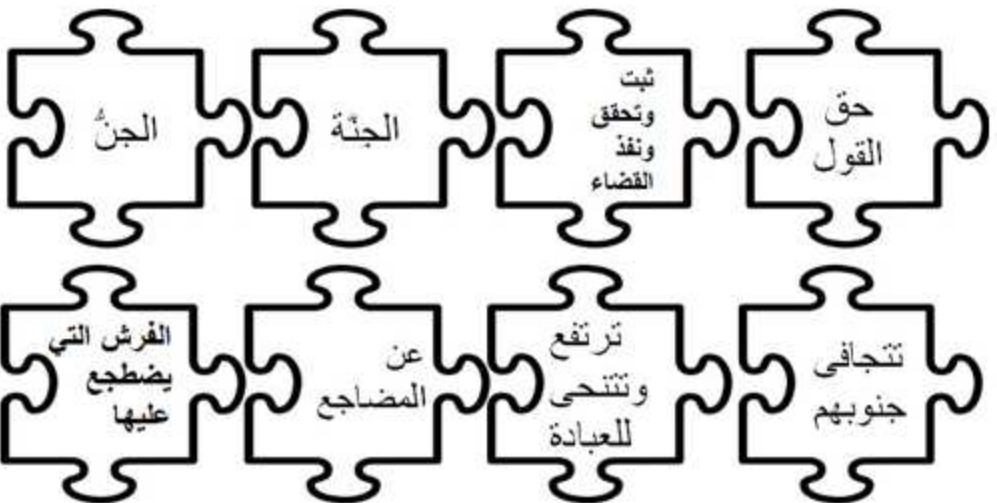 حق
القول
ثبت
وتحقق
ونفذ
القضاء
الجنَّة
الجنُّ
تتجافى
جنوبهم
ترتفع
وتتنحى
للعبادة
عن
المضاجع
الفرش التي
يضطجع
عليها